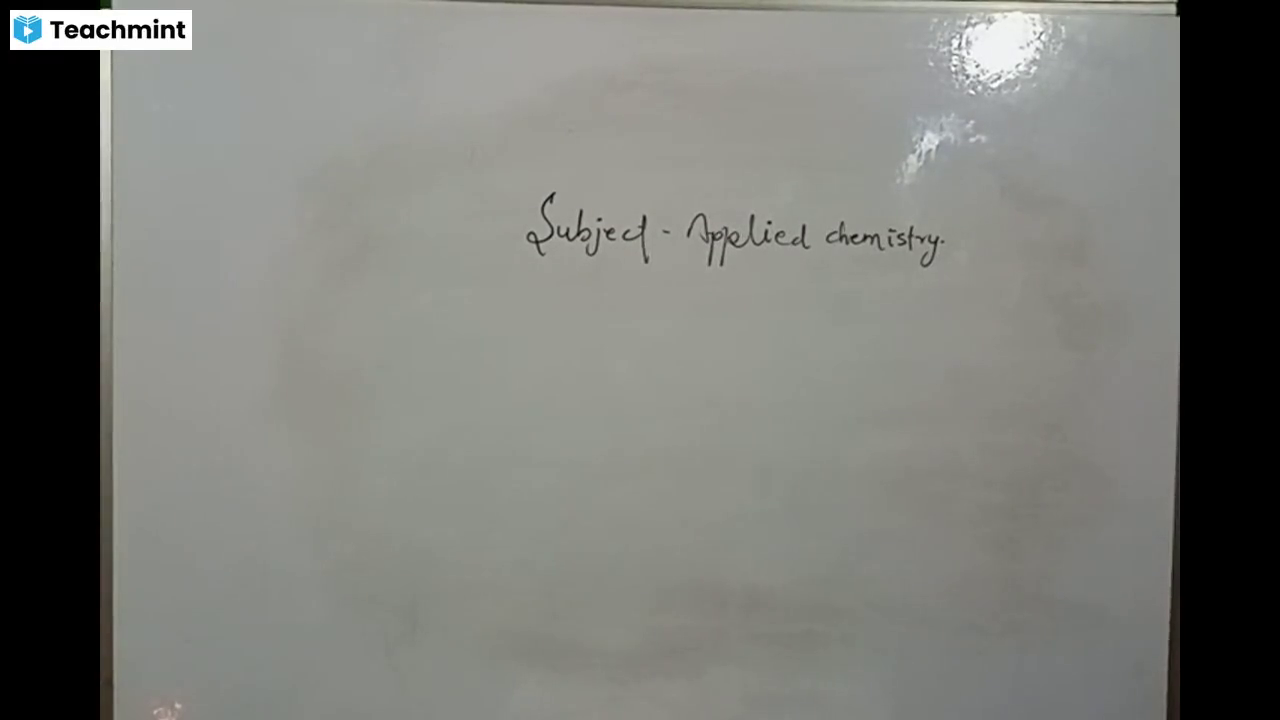 Teachmint
Subject - Applied chemistry.